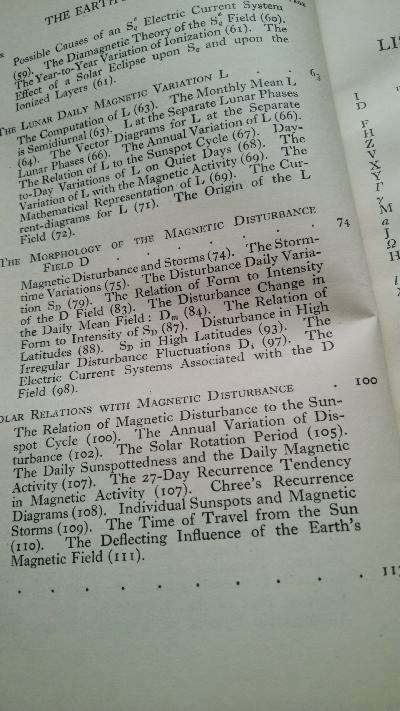 THE EARTH
Possible Causes of an S Electric Current System
(59). The Diamagnetic Theory of the S Field (60).
The Year-to-Year Variation of Ionization (61). The
Effect of a Solar Eclipse upon Sq and upon the
Ionized Layers (61).
THE LUNAR DAILY MAGNETIC VARIATION L . . 63
The Computation of L (63). The Monthly Mean L
is Semidiurnal (63). L at the Separate Lunar Phases
(64). The Vector Diagrams for L at the Separate
Lunar Phases (66). The Annual Variation of L (66).
The Relation of L to the Sunspot Cycle (67). Day-
to-Day Variations of L on Quiet Days (68). The
Variation of L with the Magnetic Activity (69). The
Mathematical Representation of L (69). The Cur-
rent-diagrams for L (71). The Origin of the L
Field (72).
THE MORPHOLOGY OF THE MAGNETIC DISTURBANCE
FIELD D . . . . . . . 74
Magnetic Disturbance and Storms (74). The Storm-
time Variations (75). The Disturbance Daily Varia-
tion SD (79). The Relation of Form to Intensity
of the D Field (83). The Disturbance Change in
the Daily Mean Field: Dm (84). The Relation of
Form to Intensity of SD (87). Disturbance in High
Latitudes (88). SD in High Latitudes (93). The
Irregular Disturbance Fluctuations Di (97). The
Electric Current Systems Associated with the D
Field (98).
OLAR RELATIONS WITH MAGNETIC DISTURBANCE . 100
The Relation of Magnetic Disturbance to the Sun-
spot Cycle (100). The Annual Variation of Dis-
turbance (102). The Solar Rotation Period (105).
The Daily Sunspottedness and the Daily Magnetic
Activity (107). The 27-Day Recurrence Tendency
in Magnetic Activity (107). Chree's Recurrence
Diagrams (108). Individual Sunspots and Magnetic
Storms (109). The Time of Travel from the Sun
(110). The Deflecting Influence of the Earth's
Magnetic Field (111).
. . . . . . . . . 11
LI
I
D
F
H
Z
V
X
Y
Γ
γ
M
a
J
Ω
H